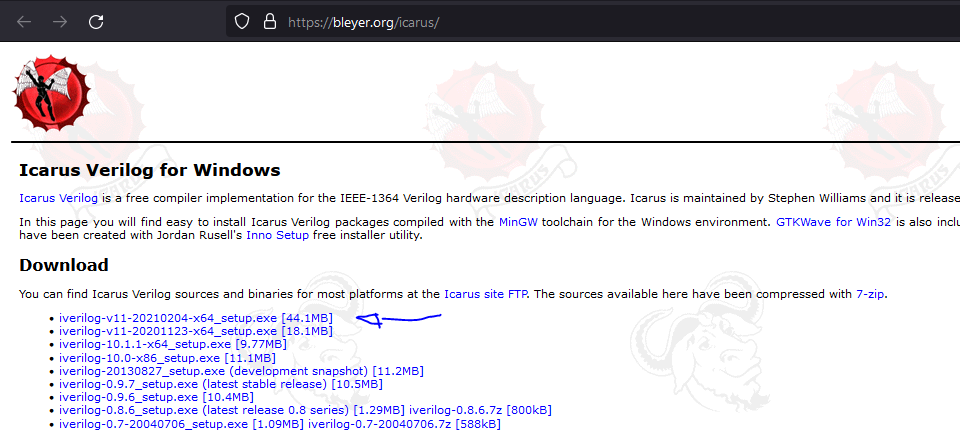 https://bleyer.org/icarus/
Icarus Verilog for Windows
Icarus Verilog is a free compiler implementation for the IEEE-1364 Verilog hardware description language. Icarus is maintained by Stephen Williams and it is release
In this page you will find easy to install Icarus Verilog packages compiled with the MinGW toolchain for the Windows environment. GTKWave for Win32 is also inclu
have been created with Jordan Rusell's Inno Setup free installer utility.
Download
You can find Icarus Verilog sources and binaries for most platforms at the Icarus site FTP. The sources available here have been compressed with 7-zip.
• iverilog-v11-20210204-x64_setup.exe [44.1MB]
• iverilog-v11-20201123-x64_setup.exe [18.1MB]
• iverilog-10.1.1-x64_setup.exe [9.77MB]
• iverilog-10.0-x86_setup.exe [11.1MB]
• iverilog-20130827_setup.exe (development snapshot) [11.2MB]
• iverilog-0.9.7_setup.exe (latest stable release) [10.5MB]
• iverilog-0.9.6_setup.exe [10.4MB]
• iverilog-0.8.6_setup.exe (latest release 0.8 series) [1.29MB] iverilog-0.8.6.7z [800kB]
• iverilog-0.7-20040706_setup.exe [1.09MB] iverilog-0.7-20040706.7z [588kB]